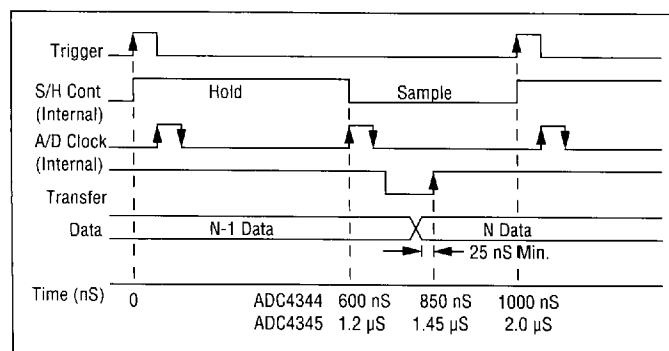 Trigger
S/H Cont
(Internal)
Hold
Sample
A/D Clock
(Internal)
Transfer
Data
N-1 Data
N Data
25 nS Min.
Time (nS)
0
ADC4344 600 nS 850 nS 1000 nS
ADC4345 1.2 µS 1.45 µS 2.0 µS